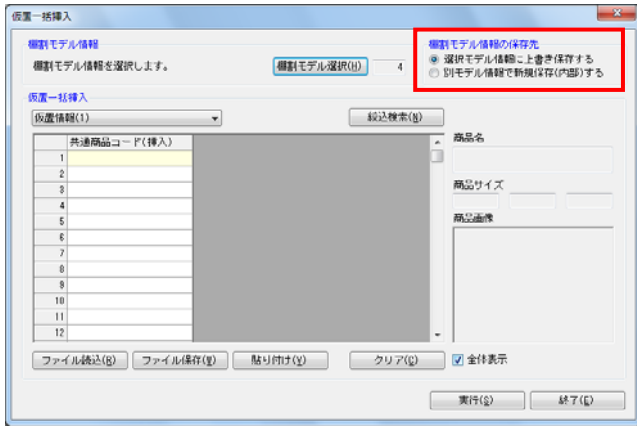 仮置一括挿入
棚割モデル情報
棚割モデル情報を選択します。
棚割モデル選択(H)
4
棚割モデル情報の保存先
選択モデル情報に上書き保存する
別モデル情報で新規保存(内部)する
仮置一括挿入
仮置情報(1)
絞込検索(N)
共通商品コード(挿入)
1
2
3
4
5
6
7
8
9
10
11
12
商品名
商品サイズ
商品画像
ファイル読込(R)
ファイル保存(W)
貼り付け(V)
クリア(C)
全体表示
実行(S)
終了(E)